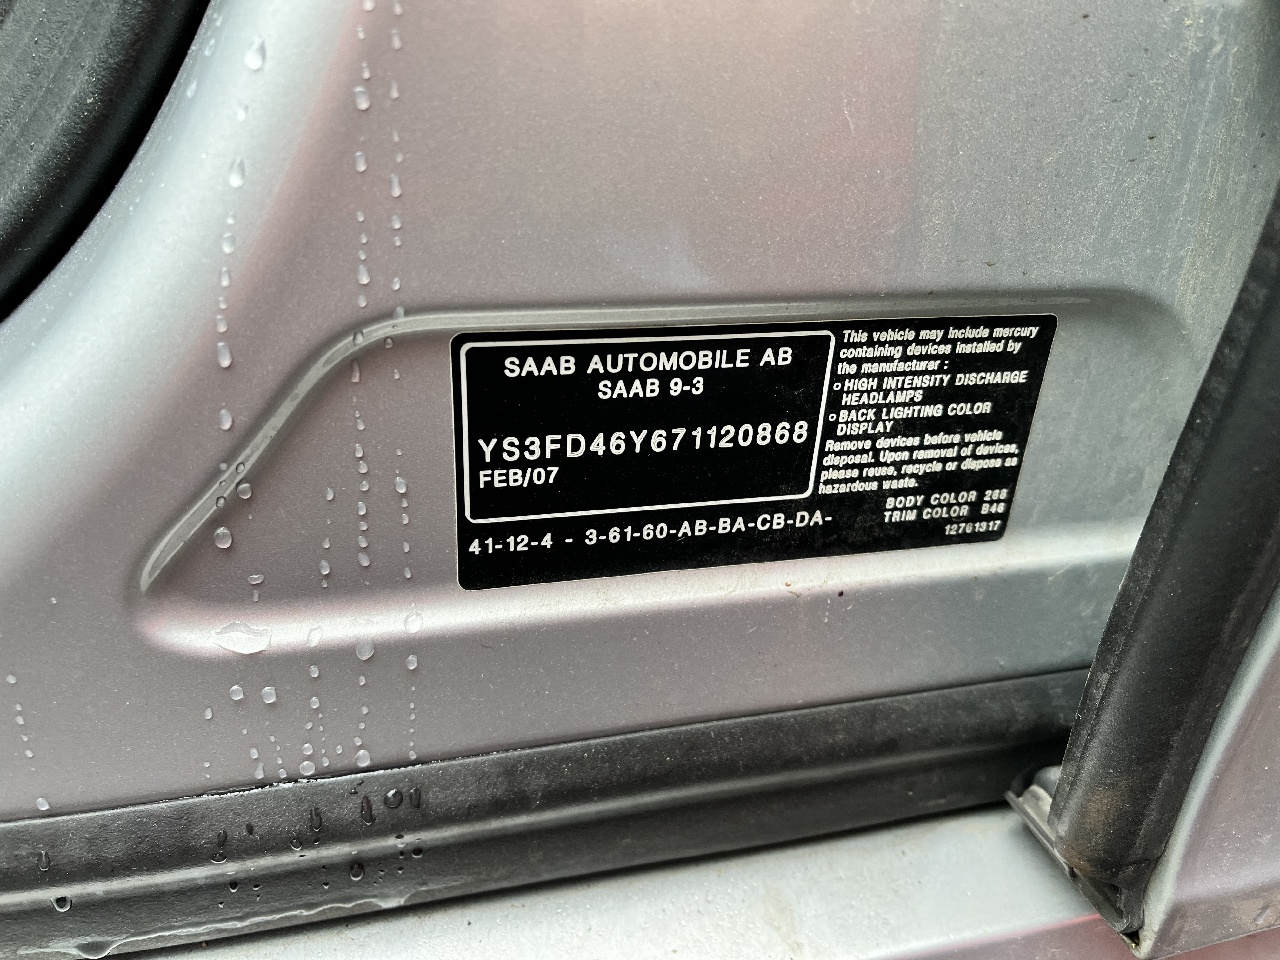 SAAB AUTOMOBILE AB
SAAB 9-3
YS3FD46Y671120868
FEB/07
41-12-4 - 3-61-60-AB-BA-CB-DA-
This vehicle may include mercury
containing devices installed by
the manufacturer :
o HIGH INTENSITY DISCHARGE
HEADLAMPS
o BACK LIGHTING COLOR
DISPLAY
Remove devices before vehicle
disposal. Upon removal of devices,
please reuse, recycle or dispose as
hazardous waste.
BODY COLOR 268
TRIM COLOR B46
12761317